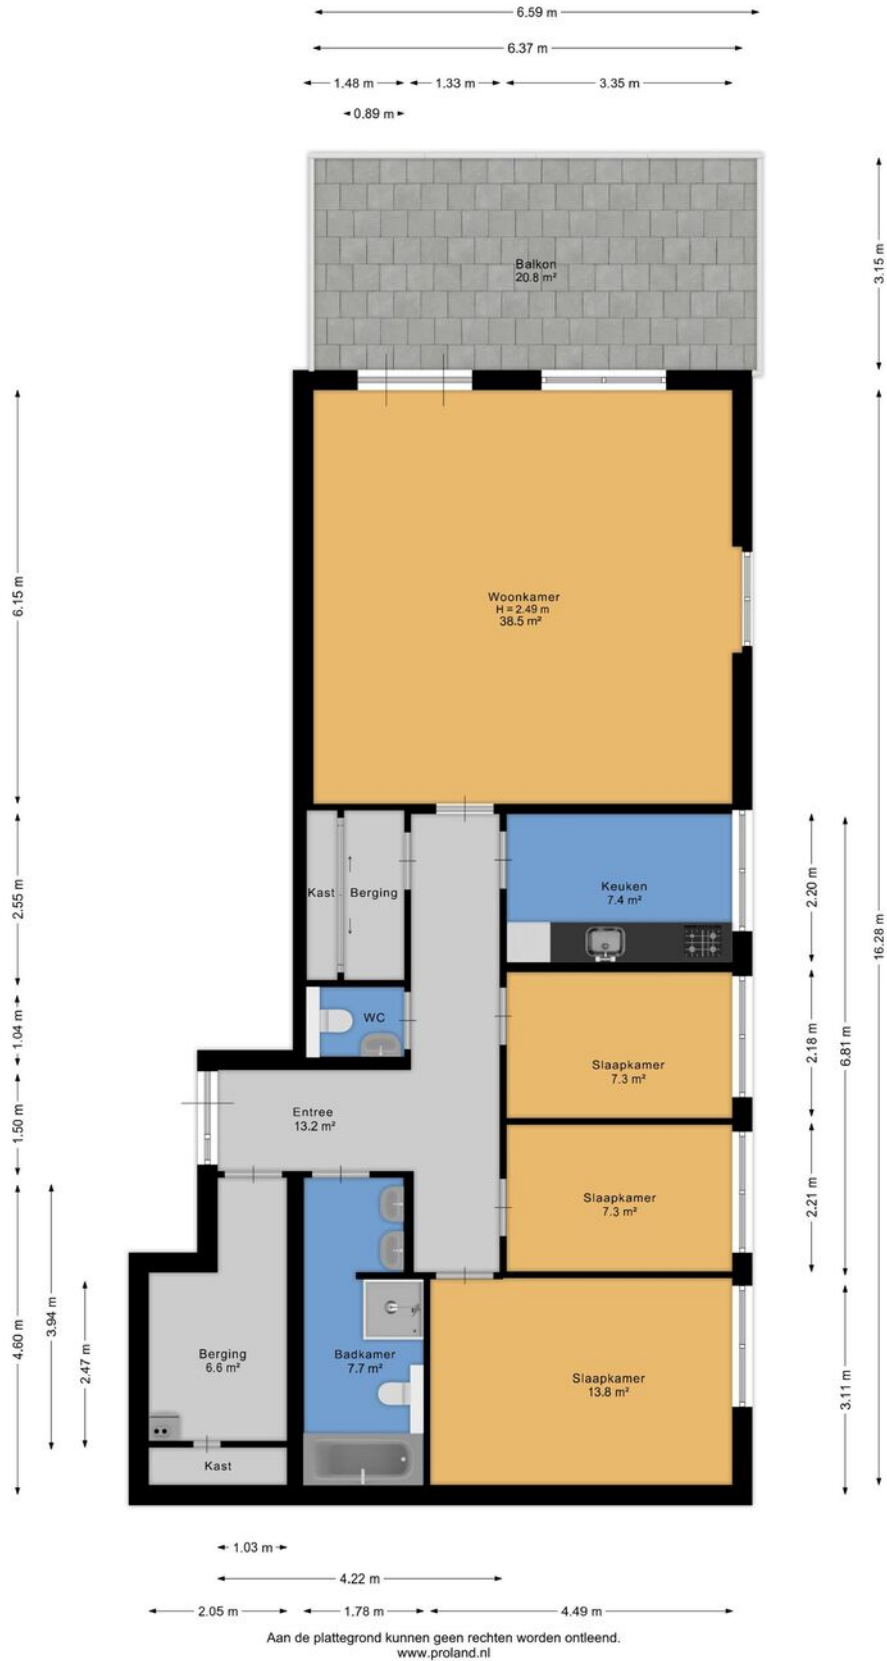 6.59 m
6.37 m
1.48 m
1.33 m
3.35 m
0.89 m
3.15 m
Balkon
20.8 m²
6.15 m
Woonkamer
H = 2.49 m
38.5 m²
2.55 m
Kast
Berging
Keuken
7.4 m²
2.20 m
16.28 m
1.04 m
WC
2.18 m
6.81 m
Slaapkamer
7.3 m²
1.50 m
Entree
13.2 m²
Slaapkamer
7.3 m²
2.21 m
4.60 m
3.94 m
2.47 m
Berging
6.6 m²
Badkamer
7.7 m²
Slaapkamer
13.8 m²
3.11 m
Kast
1.03 m
4.22 m
2.05 m
1.78 m
4.49 m
Aan de plattegrond kunnen geen rechten worden ontleend.
www.proland.nl